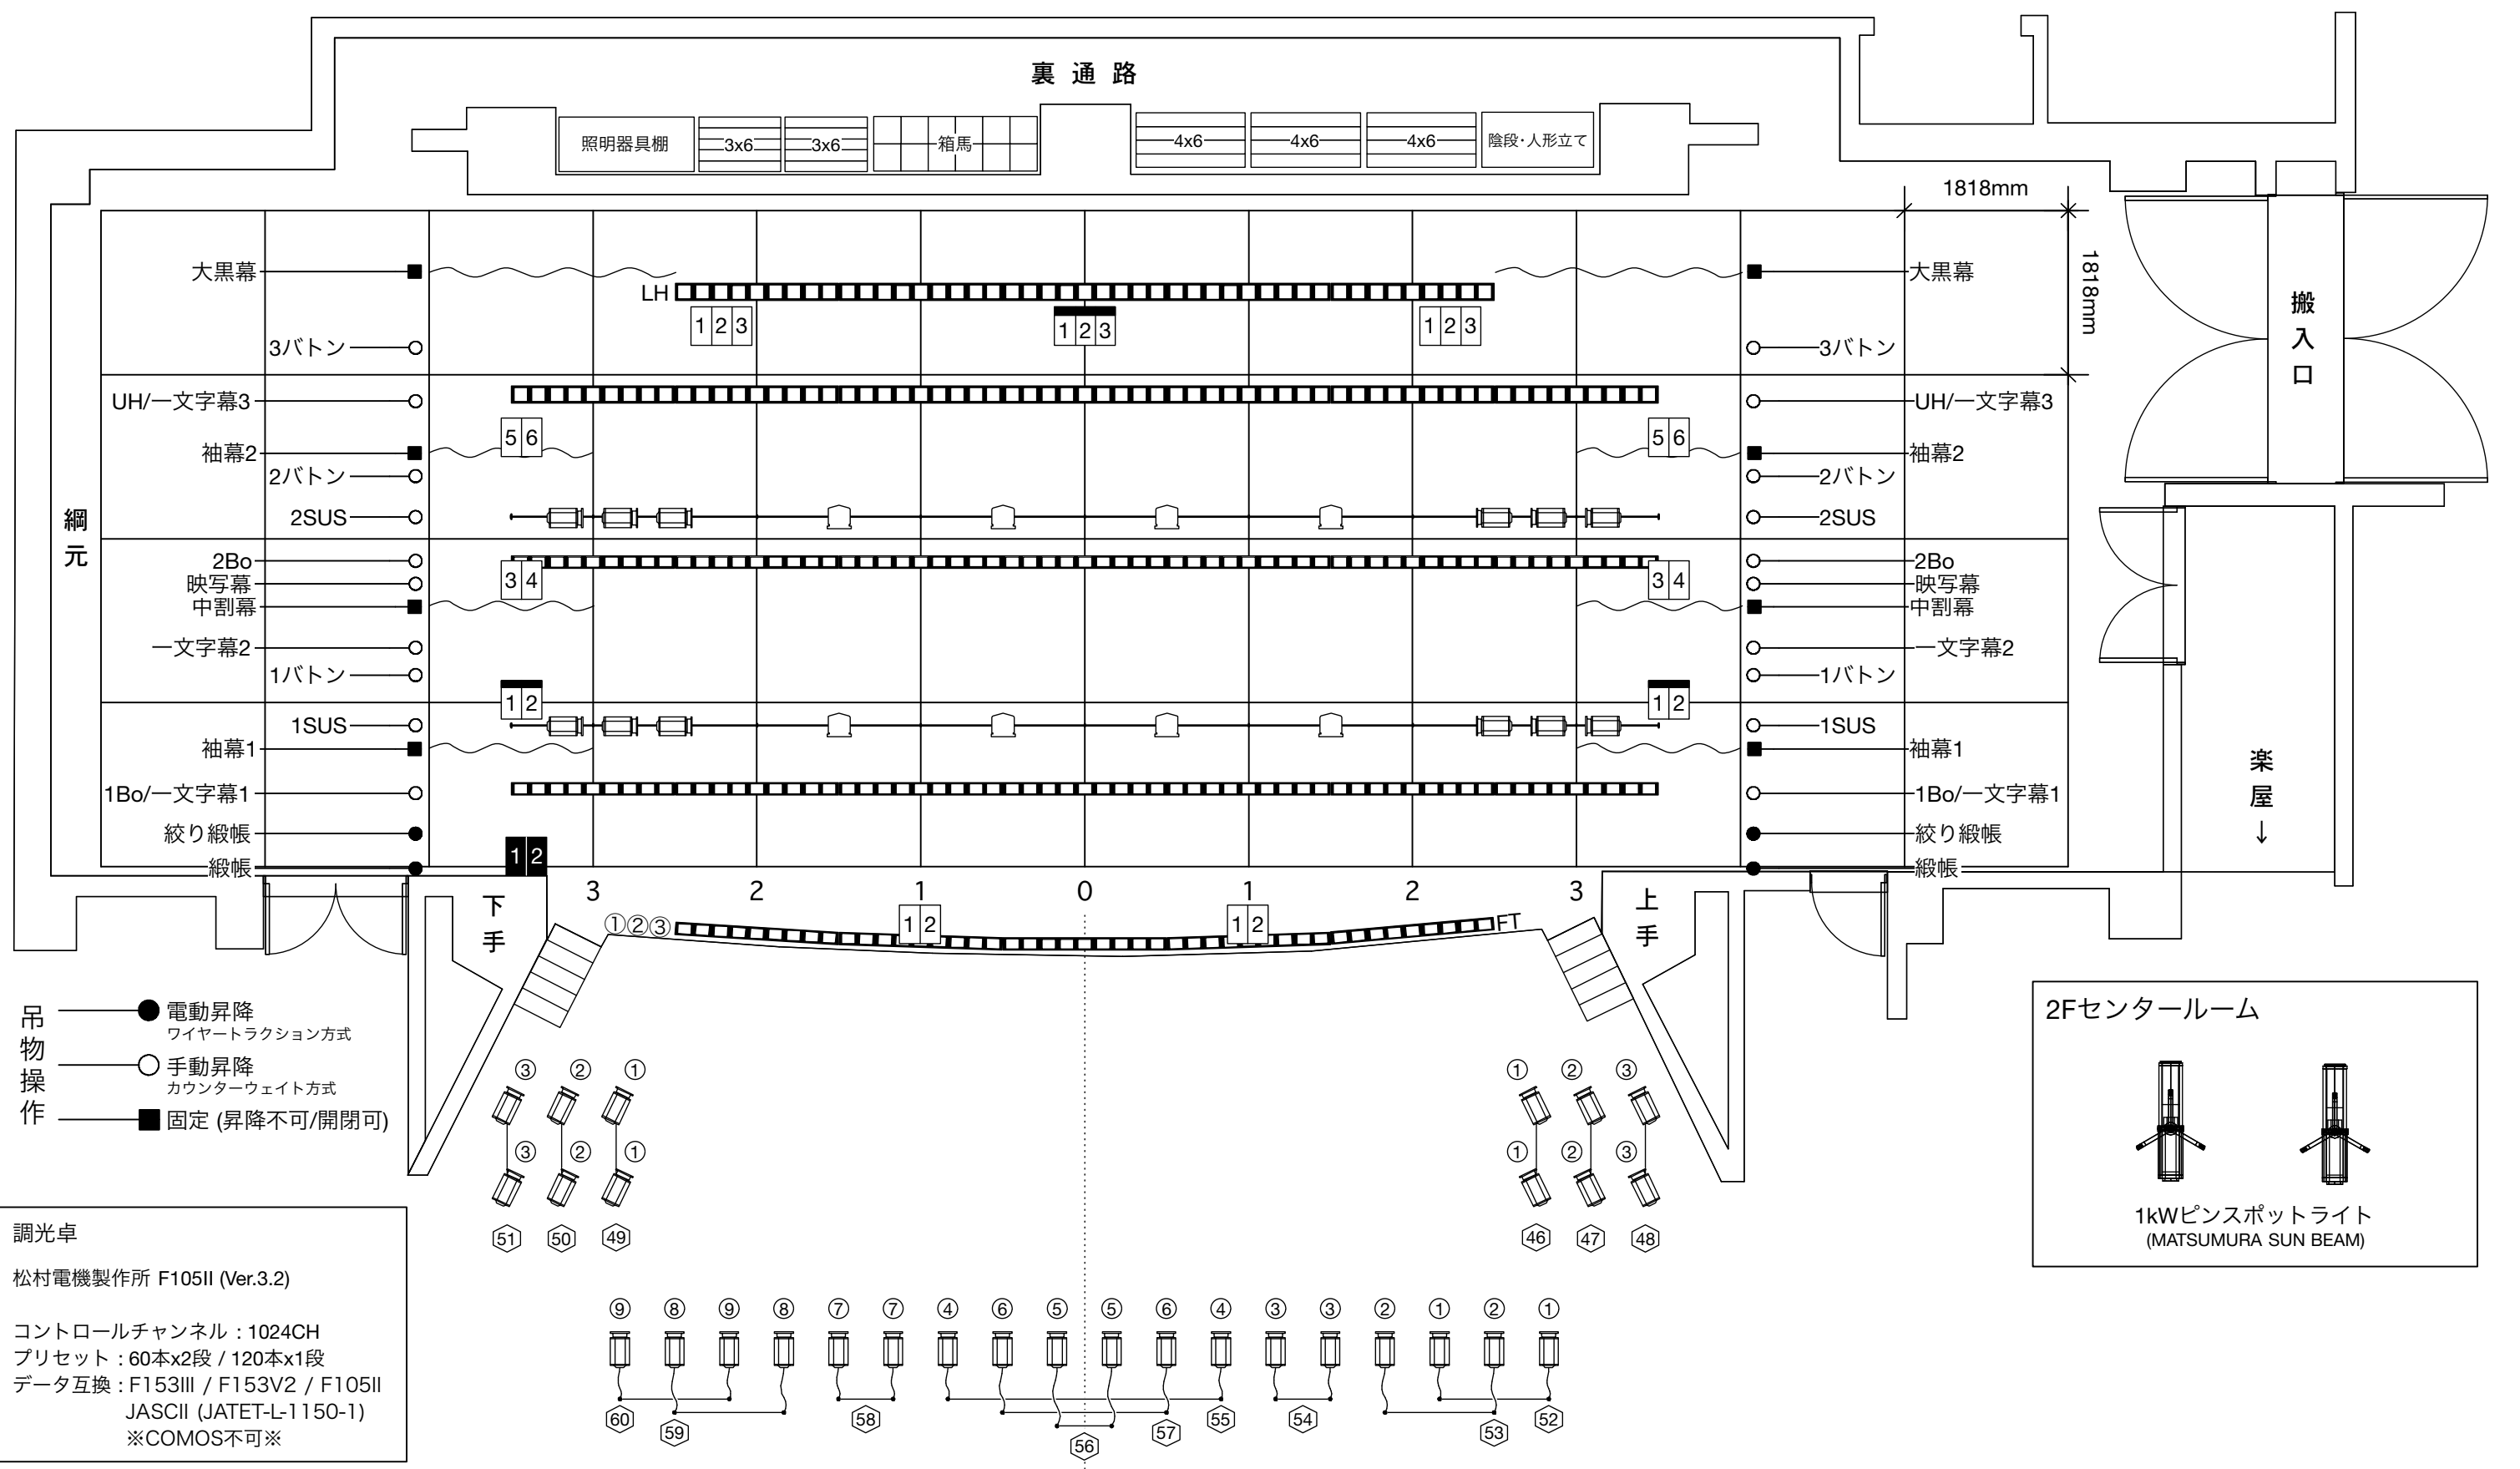 裏通路
照明器具棚
3x6
3x6
箱馬
4x6
4x6
4x6
陰段・人形立て
1818mm
1818mm
大黒幕
大黒幕
LH
1 2 3
1 2 3
1 2 3
3バトン
3バトン
UH/一文字幕3
UH/一文字幕3
5 6
5 6
袖幕2
袖幕2
2バトン
2バトン
2SUS
2SUS
綱元
搬入口
2Bo
2Bo
3 4
3 4
映写幕
映写幕
中割幕
中割幕
一文字幕2
一文字幕2
1バトン
1バトン
1 2
1 2
1SUS
1SUS
袖幕1
袖幕1
1Bo/一文字幕1
1Bo/一文字幕1
絞り緞帳
絞り緞帳
緞帳
緞帳
1 2
楽屋↓
3 2 1 0 1 2 3
下手
上手
①②③
1 2
1 2
FT
吊物操作
電動昇降
ワイヤートラクション方式
手動昇降
カウンターウェイト方式
固定 (昇降不可/開閉可)
③ ② ①
③ ② ①
51 50 49
① ② ③
① ② ③
46 47 48
2Fセンタールーム
1kWピンスポットライト
(MATSUMURA SUN BEAM)
調光卓
松村電機製作所 F105II (Ver.3.2)
コントロールチャンネル : 1024CH
プリセット : 60本x2段 / 120本x1段
データ互換 : F153III / F153V2 / F105II
JASCII (JATET-L-1150-1)
※COMOS不可※
⑨ ⑧ ⑨ ⑧ ⑦ ⑦ ④ ⑥ ⑤ ⑤ ⑥ ④ ③ ③ ② ① ② ①
60 59 58 56 57 55 54 53 52